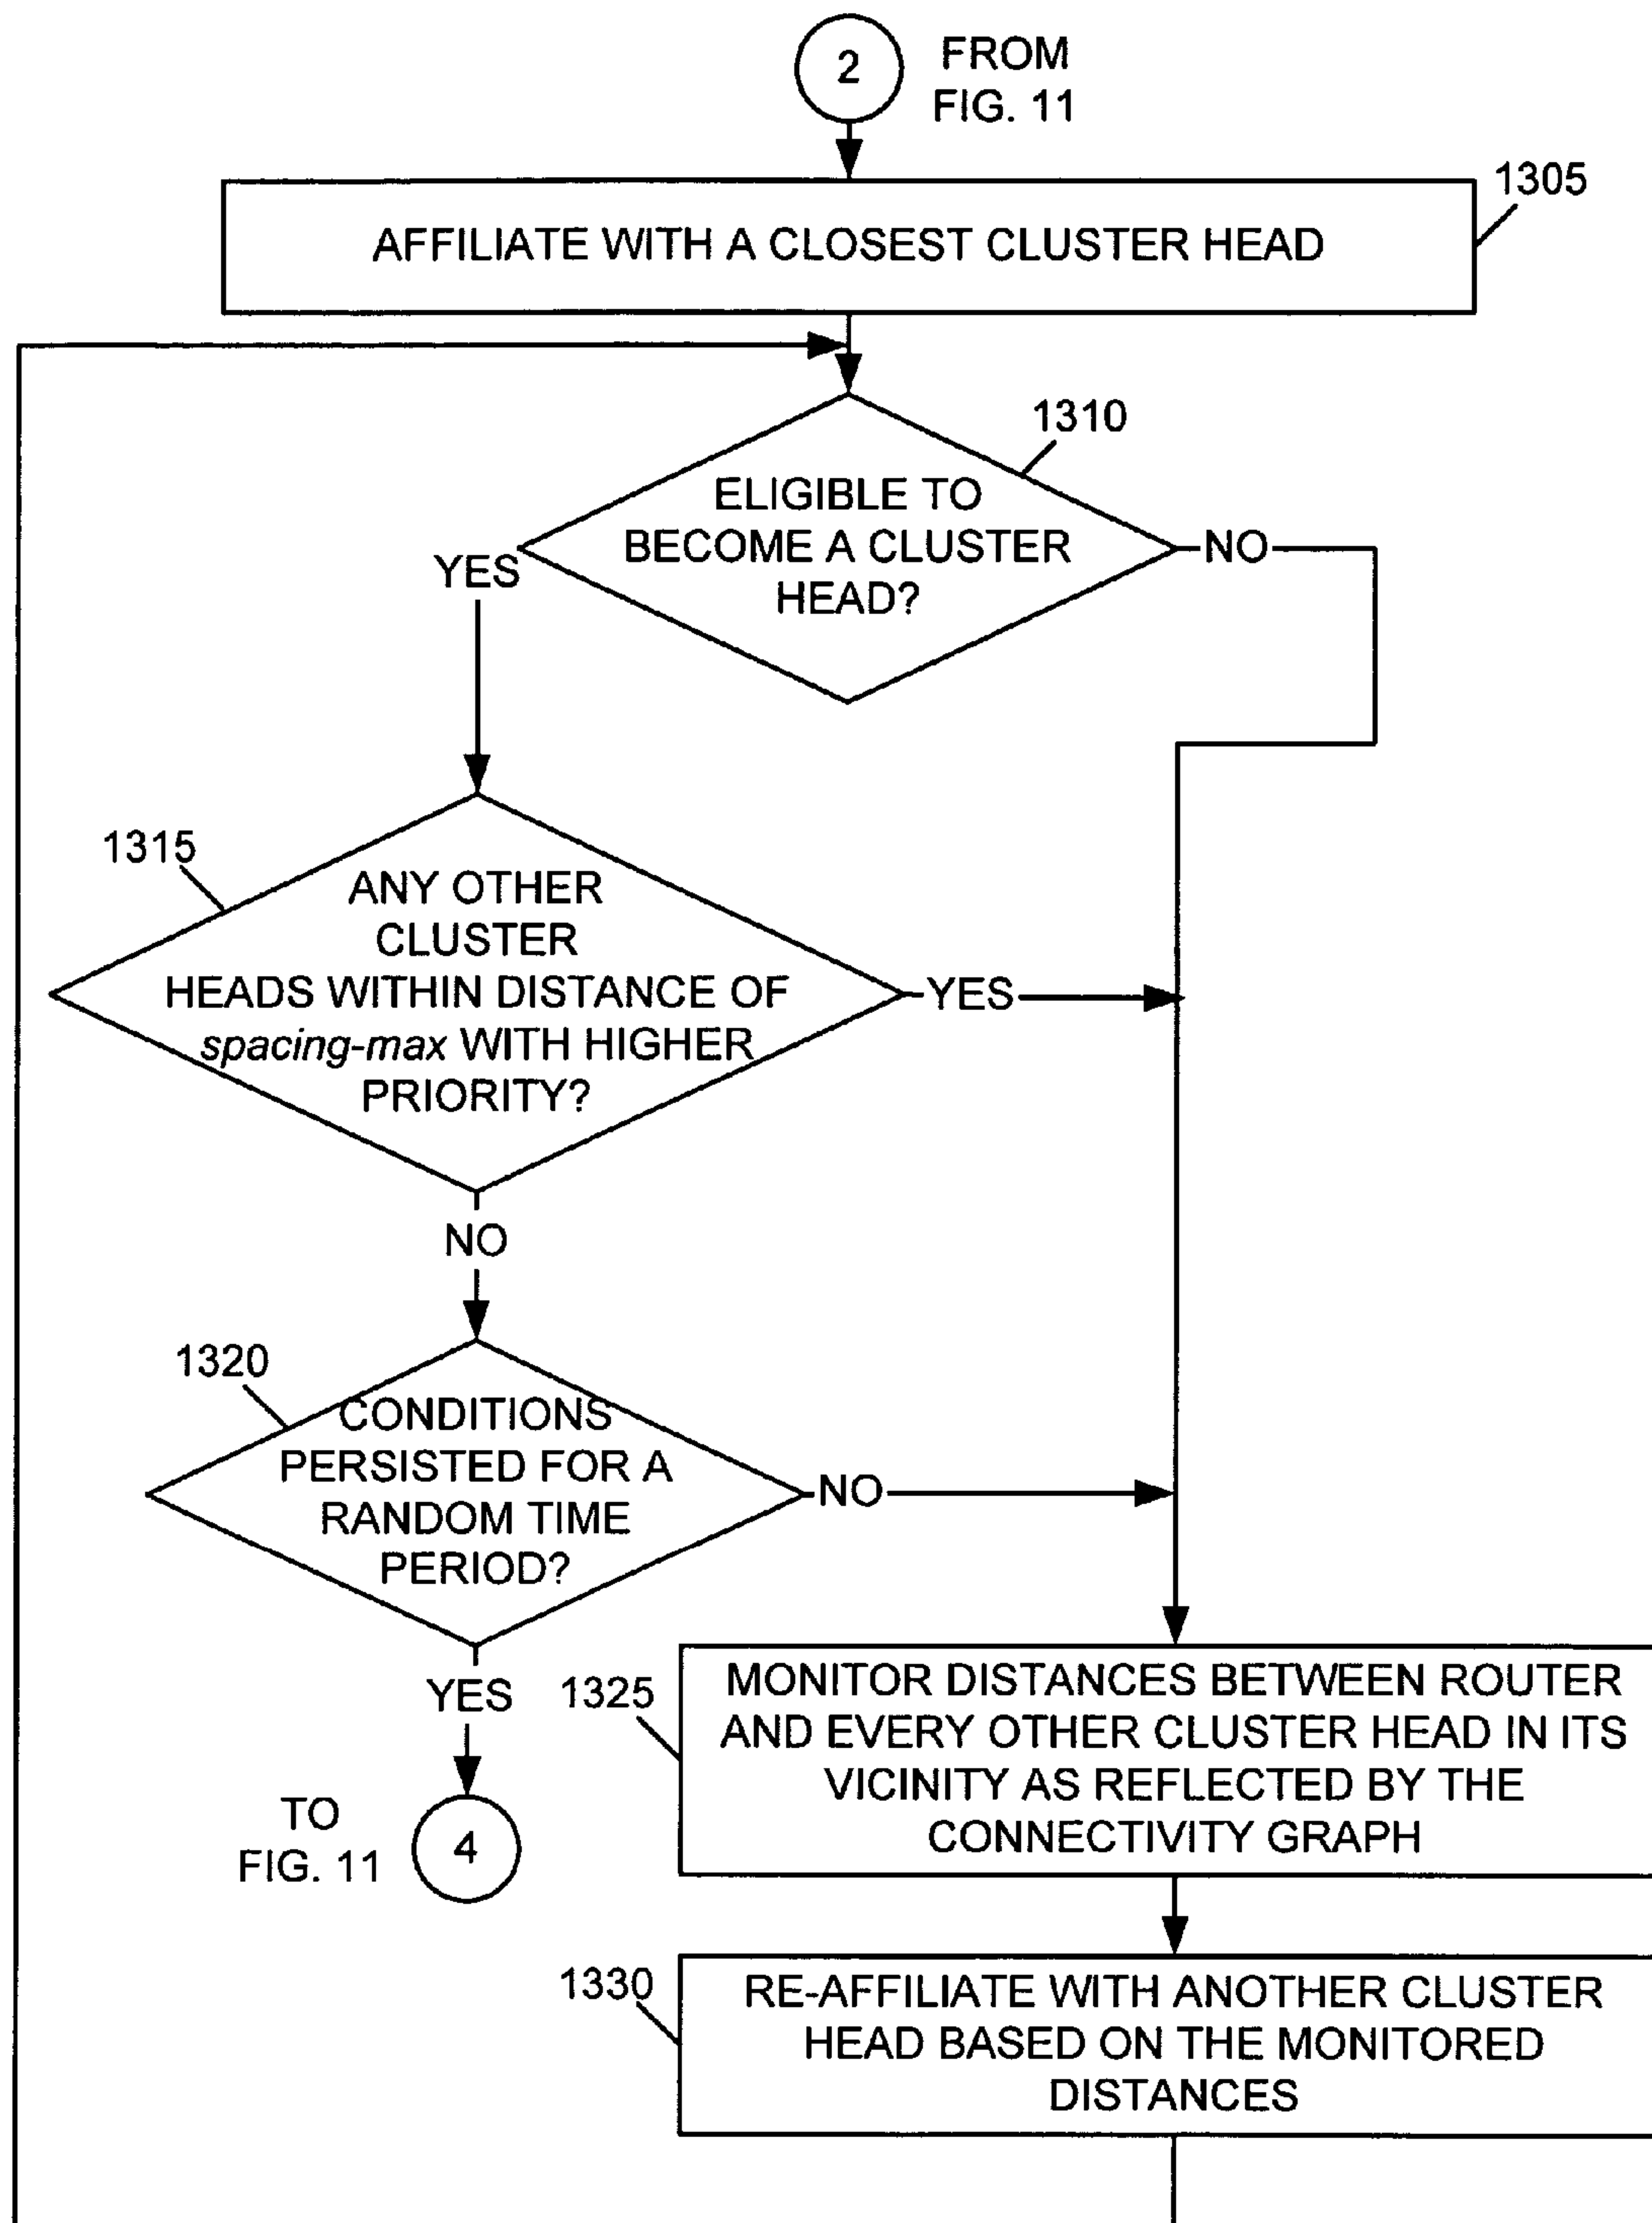 2
FROM
FIG. 11
1305
AFFILIATE WITH A CLOSEST CLUSTER HEAD
1310
ELIGIBLE TO
BECOME A CLUSTER
HEAD?
YES
NO
1315
ANY OTHER
CLUSTER
HEADS WITHIN DISTANCE OF
spacing-max WITH HIGHER
PRIORITY?
YES
NO
1320
CONDITIONS
PERSISTED FOR A
RANDOM TIME
PERIOD?
NO
YES
TO
FIG. 11
4
1325
MONITOR DISTANCES BETWEEN ROUTER
AND EVERY OTHER CLUSTER HEAD IN ITS
VICINITY AS REFLECTED BY THE
CONNECTIVITY GRAPH
1330
RE-AFFILIATE WITH ANOTHER CLUSTER
HEAD BASED ON THE MONITORED
DISTANCES